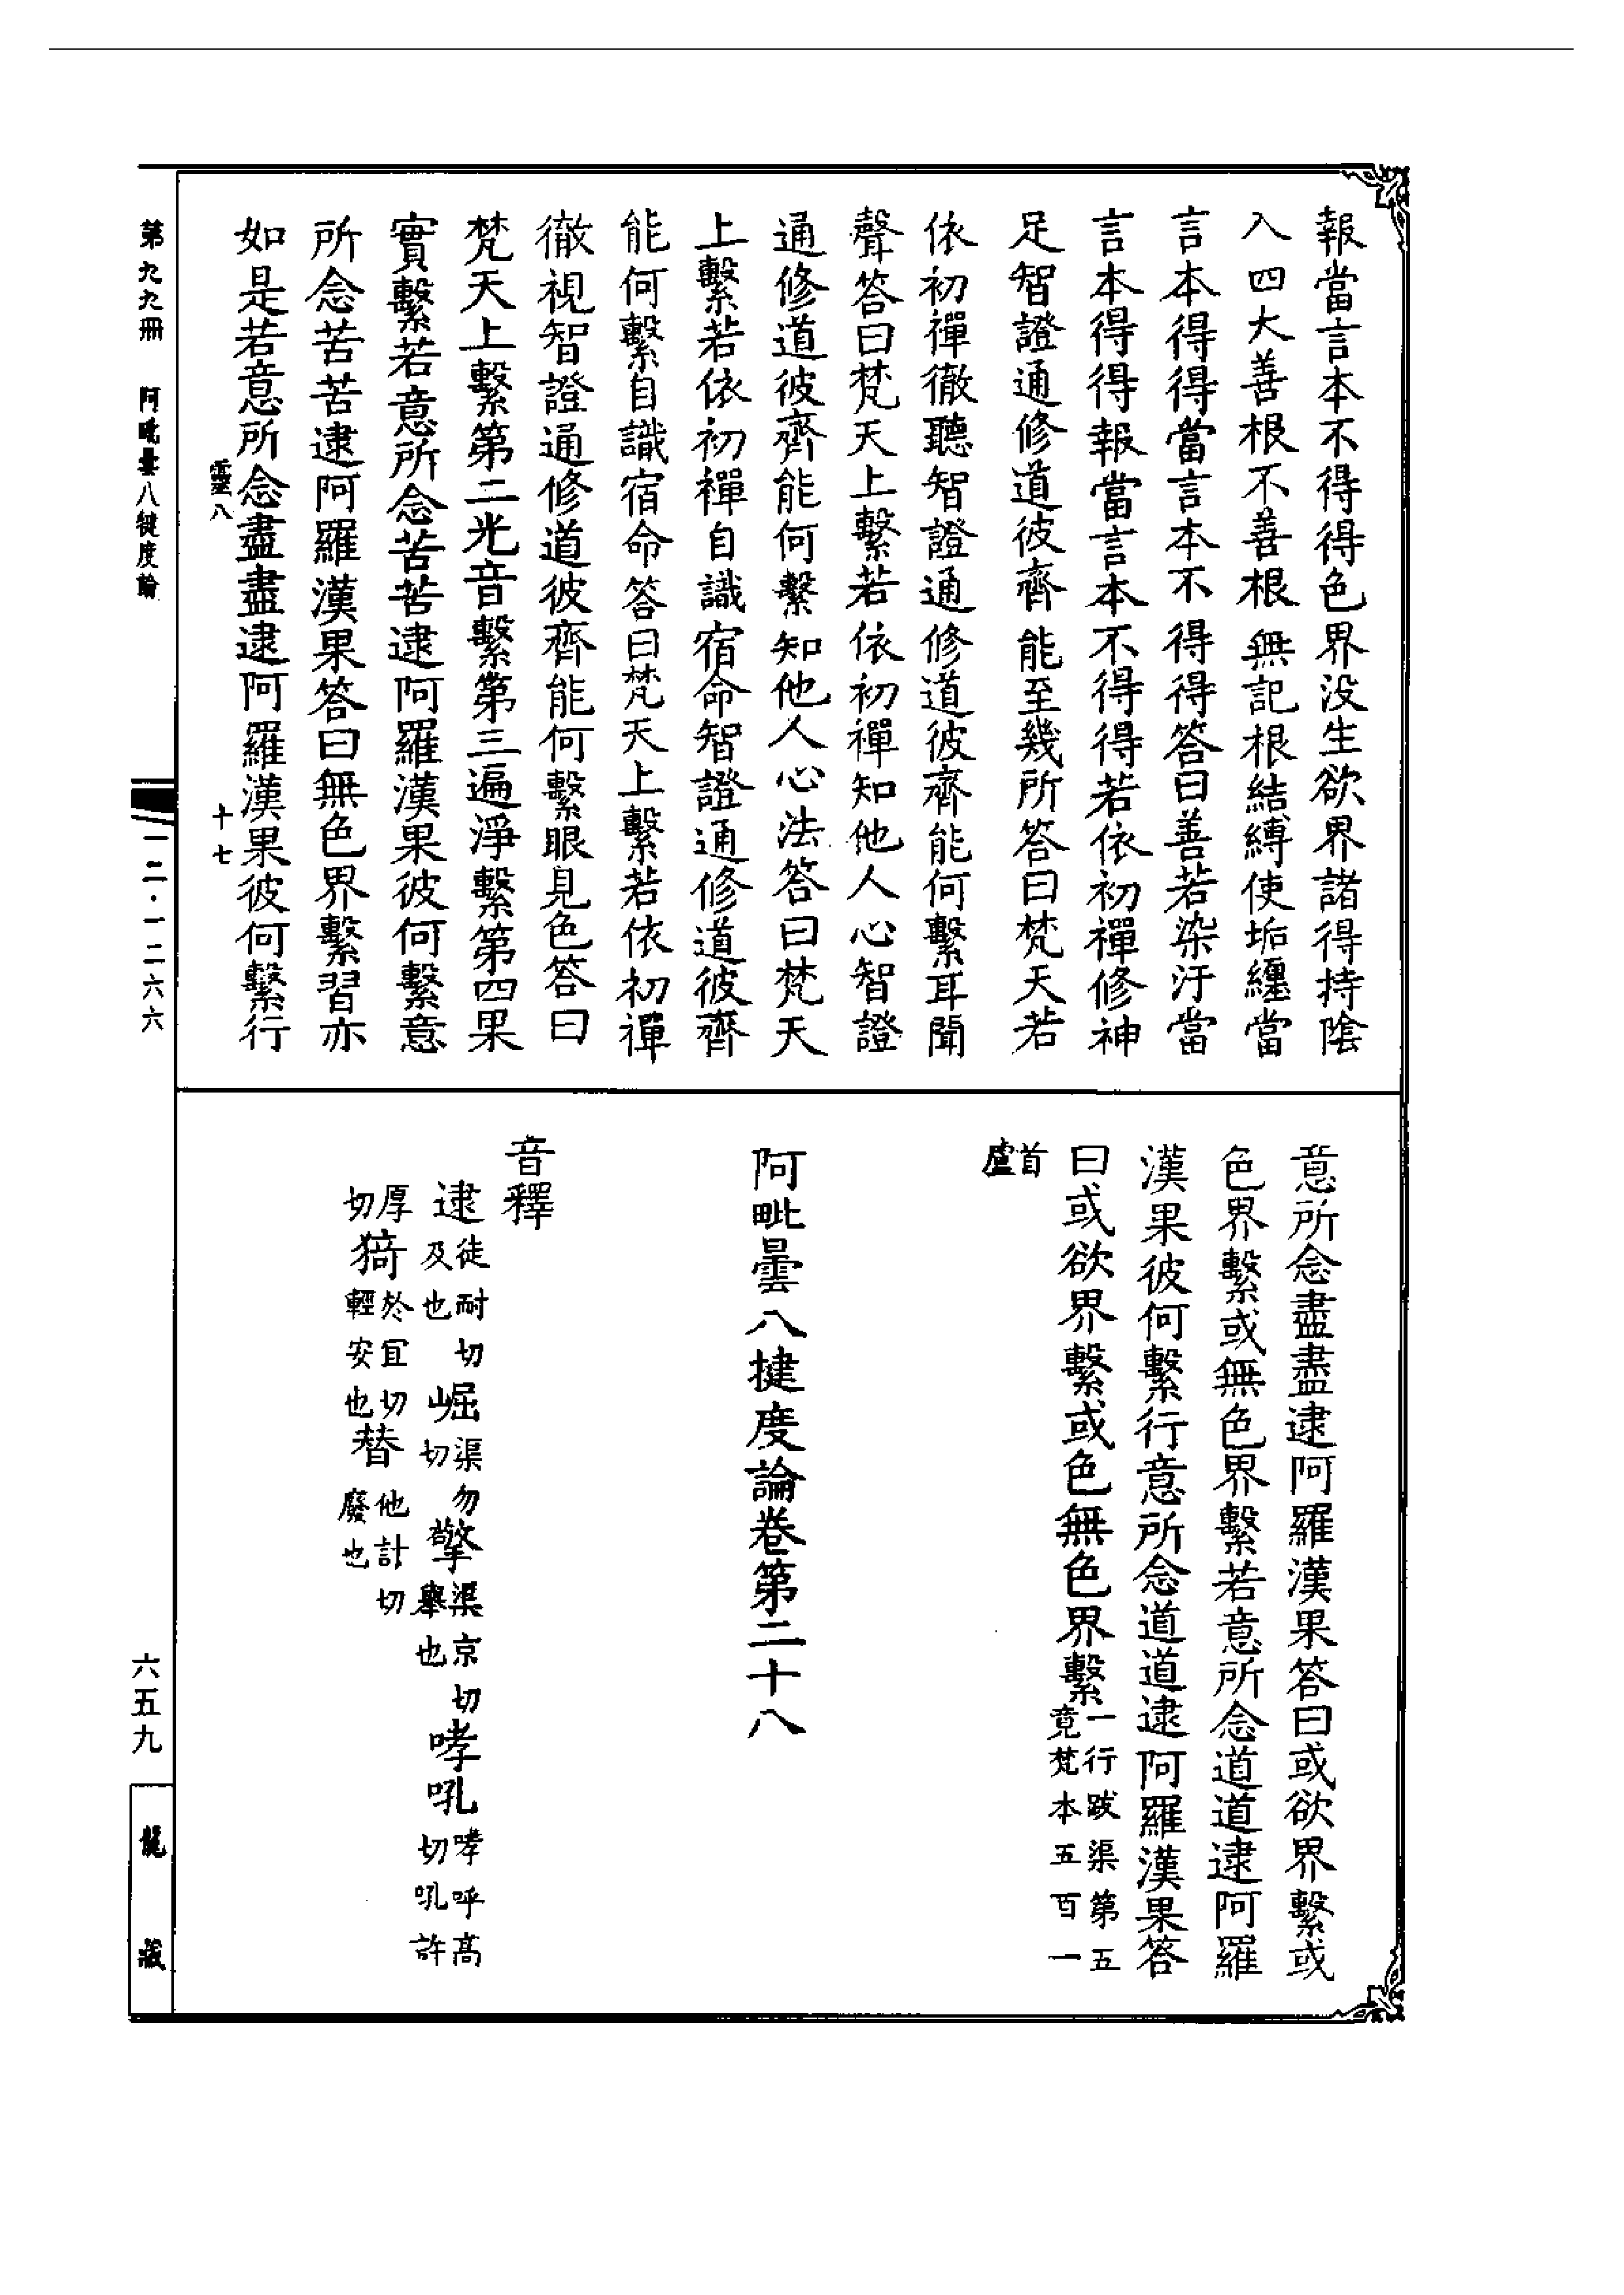 報當言本不得得色界没生欲界諸得持陰
入四大善根不善根無記根結縛使垢纏當
言本得得當言本不得得答曰善若染汙當
言本得得報當言本不得得若依初禪修神
足智證通修道彼齊能至幾所答曰梵天若
依初禪徹聽智證通修道彼齊能何繫耳聞
聲答曰梵天上繫若依初禪知他人心智證
通修道彼齊能何繫知他人心法答曰梵天
上繫若依初禪自識宿命智證通修道彼齊
能何繫自識宿命答曰梵天上繫若依初禪
徹視智證通修道彼齊能何繫眼見色答曰
梵天上繫第二光音繫第三遍淨繫第四果
實繫若意所念苦苦逮阿羅漢果彼何繫意
所念苦苦逮阿羅漢果答曰無色界繫習亦
如是若意所念盡盡逮阿羅漢果彼何繫行
靈八 十七
意所念盡盡逮阿羅漢果答曰或欲界繫或
色界繫或無色界繫若意所念道道逮阿羅
漢果彼何繫行意所念道道逮阿羅漢果答
曰或欲界繫或色無色界繫一行跋渠第五竟梵本五百一
首盧
阿毗曇八揵度論卷第二十八
音釋
逮徒耐切及也崛渠勿切擎渠京切舉也哮吼哮呼高切吼許
厚切猗於宜切輕安也替他計切廢也
第九九冊 阿毗曇八犍度論
一二·一二六六
六五九
龍藏